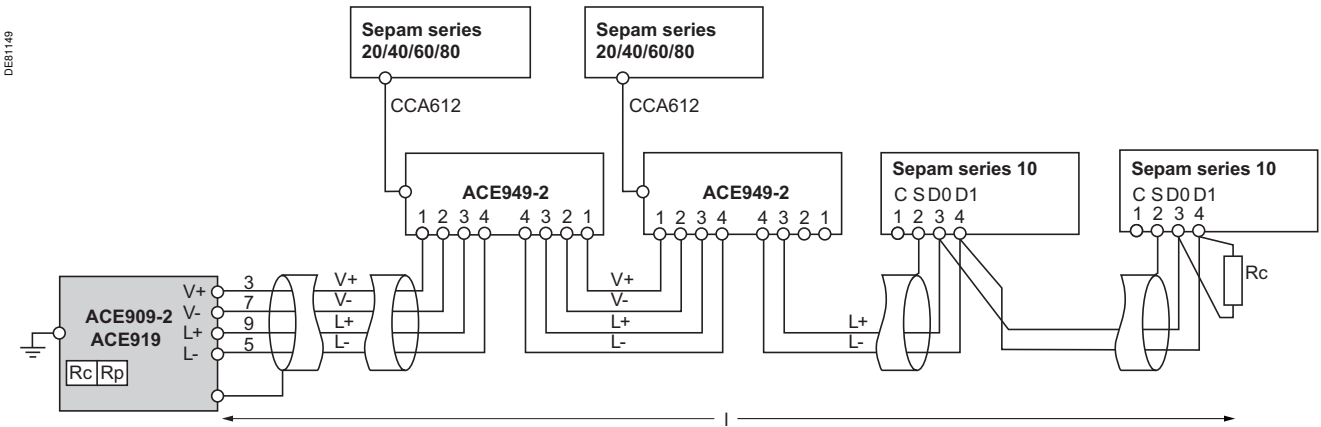 DE81149
Sepam series
20/40/60/80
Sepam series
20/40/60/80
CCA612
CCA612
ACE949-2
1 2 3 4 4 3 2 1
ACE949-2
1 2 3 4 4 3 2 1
Sepam series 10
C S D0 D1
1 2 3 4
Sepam series 10
C S D0 D1
1 2 3 4
Rc
ACE909-2
ACE919
V+ 3
V- 7
L+ 9
L- 5
Rc Rp
V+
V-
L+
L-
V+
V-
L+
L-
L+
L-
l